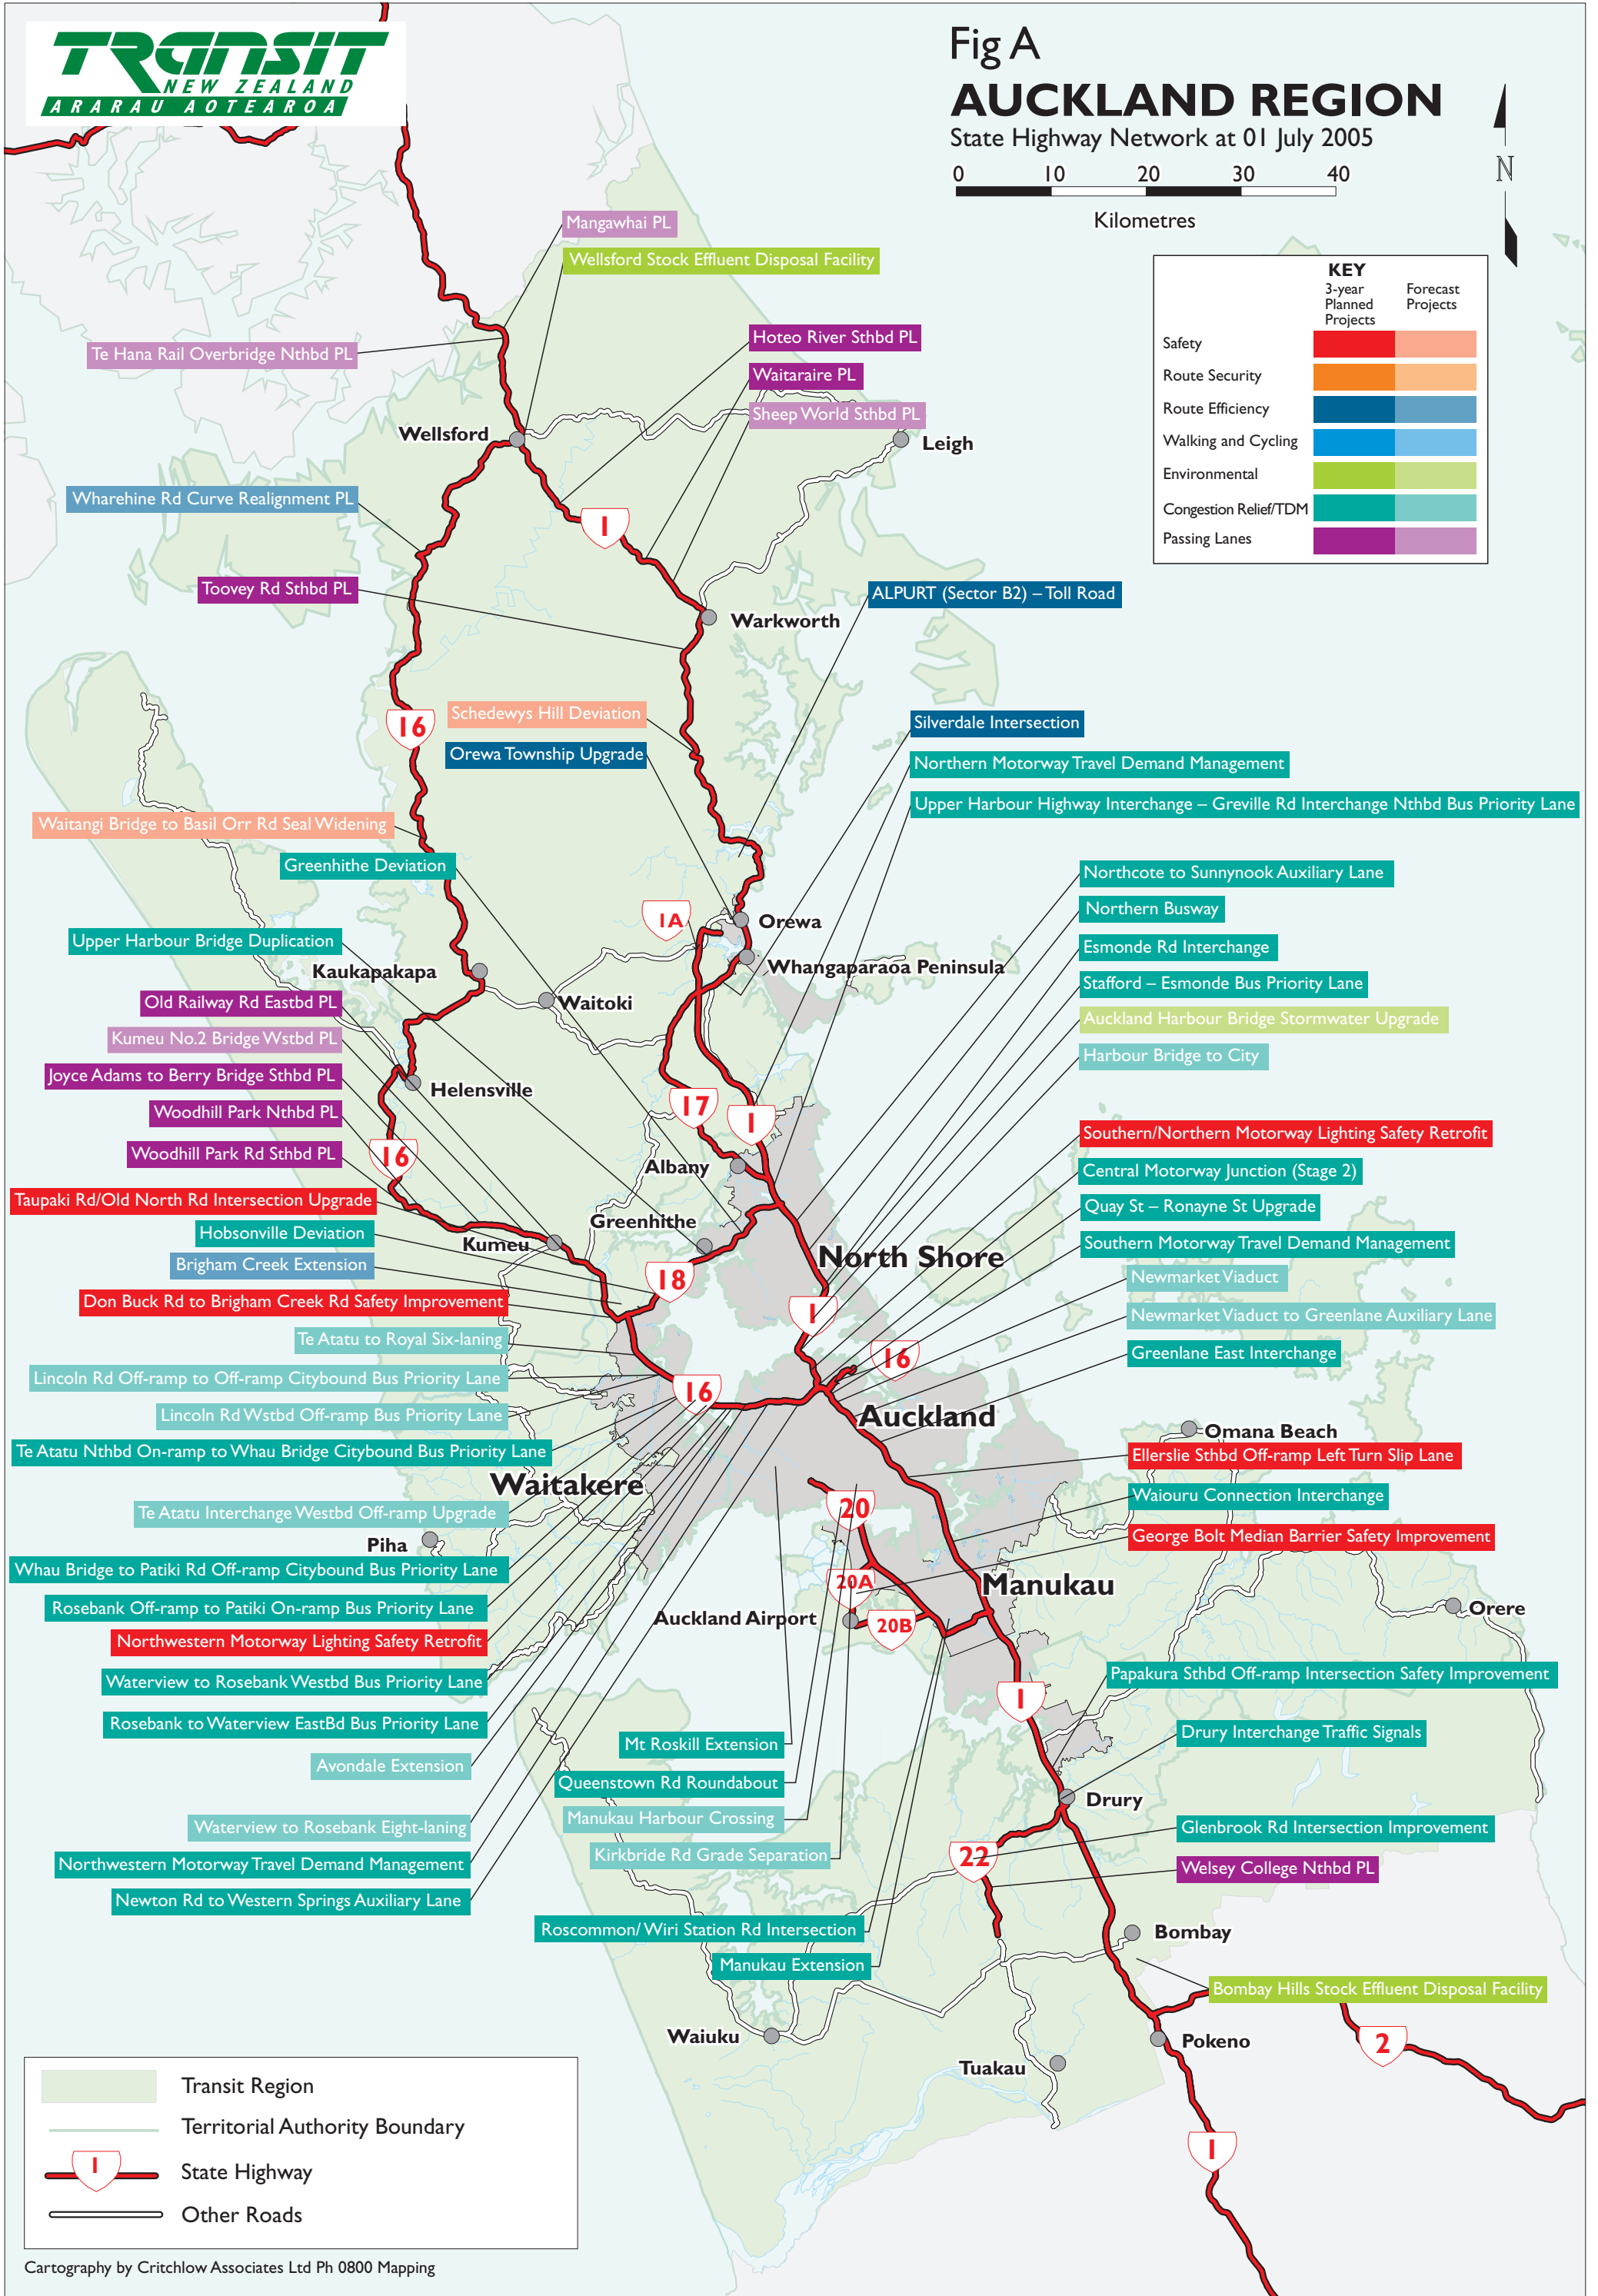 TRANSIT
NEW ZEALAND
ARARAU AOTEAROA
Fig A
AUCKLAND REGION
State Highway Network at 01 July 2005
0 10 20 30 40
Kilometres
N
KEY
3-year Planned Projects
Forecast Projects
Safety
Route Security
Route Efficiency
Walking and Cycling
Environmental
Congestion Relief/TDM
Passing Lanes
Mangawhai PL
Wellsford Stock Effluent Disposal Facility
Te Hana Rail Overbridge Nthbd PL
Hoteo River Sthbd PL
Waitaraire PL
Sheep World Sthbd PL
Wellsford
Leigh
Wharehine Rd Curve Realignment PL
1
Toovey Rd Sthbd PL
ALPURT (Sector B2) – Toll Road
Warkworth
16
Schedewys Hill Deviation
Orewa Township Upgrade
Silverdale Intersection
Northern Motorway Travel Demand Management
Upper Harbour Highway Interchange – Greville Rd Interchange Nthbd Bus Priority Lane
Waitangi Bridge to Basil Orr Rd Seal Widening
Greenhithe Deviation
Northcote to Sunnynook Auxiliary Lane
Northern Busway
1A
Orewa
Upper Harbour Bridge Duplication
Esmonde Rd Interchange
Kaukapakapa
Whangaparaoa Peninsula
Stafford – Esmonde Bus Priority Lane
Old Railway Rd Eastbd PL
Waitoki
Auckland Harbour Bridge Stormwater Upgrade
Kumeu No.2 Bridge Wstbd PL
Harbour Bridge to City
Joyce Adams to Berry Bridge Sthbd PL
Helensville
Woodhill Park Nthbd PL
17
1
Southern/Northern Motorway Lighting Safety Retrofit
Woodhill Park Rd Sthbd PL
16
Albany
Central Motorway Junction (Stage 2)
Taupaki Rd/Old North Rd Intersection Upgrade
Quay St – Ronayne St Upgrade
Hobsonville Deviation
Greenhithe
Kumeu
Southern Motorway Travel Demand Management
Brigham Creek Extension
North Shore
18
Newmarket Viaduct
Don Buck Rd to Brigham Creek Rd Safety Improvement
1
Newmarket Viaduct to Greenlane Auxiliary Lane
Te Atatu to Royal Six-laning
16
Greenlane East Interchange
Lincoln Rd Off-ramp to Off-ramp Citybound Bus Priority Lane
16
Lincoln Rd Wstbd Off-ramp Bus Priority Lane
Auckland
Omana Beach
Te Atatu Nthbd On-ramp to Whau Bridge Citybound Bus Priority Lane
Ellerslie Sthbd Off-ramp Left Turn Slip Lane
Waitakere
Waiouru Connection Interchange
Te Atatu Interchange Westbd Off-ramp Upgrade
20
George Bolt Median Barrier Safety Improvement
Piha
Whau Bridge to Patiki Rd Off-ramp Citybound Bus Priority Lane
20A
Manukau
Rosebank Off-ramp to Patiki On-ramp Bus Priority Lane
Auckland Airport
20B
Orere
Northwestern Motorway Lighting Safety Retrofit
Waterview to Rosebank Westbd Bus Priority Lane
Papakura Sthbd Off-ramp Intersection Safety Improvement
1
Rosebank to Waterview EastBd Bus Priority Lane
Mt Roskill Extension
Drury Interchange Traffic Signals
Avondale Extension
Queenstown Rd Roundabout
Drury
Manukau Harbour Crossing
Waterview to Rosebank Eight-laning
Glenbrook Rd Intersection Improvement
Kirkbride Rd Grade Separation
22
Northwestern Motorway Travel Demand Management
Welsey College Nthbd PL
Newton Rd to Western Springs Auxiliary Lane
Roscommon/ Wiri Station Rd Intersection
Bombay
Manukau Extension
Bombay Hills Stock Effluent Disposal Facility
Waiuku
Pokeno
2
Tuakau
1
Transit Region
Territorial Authority Boundary
1
State Highway
Other Roads
Cartography by Critchlow Associates Ltd Ph 0800 Mapping